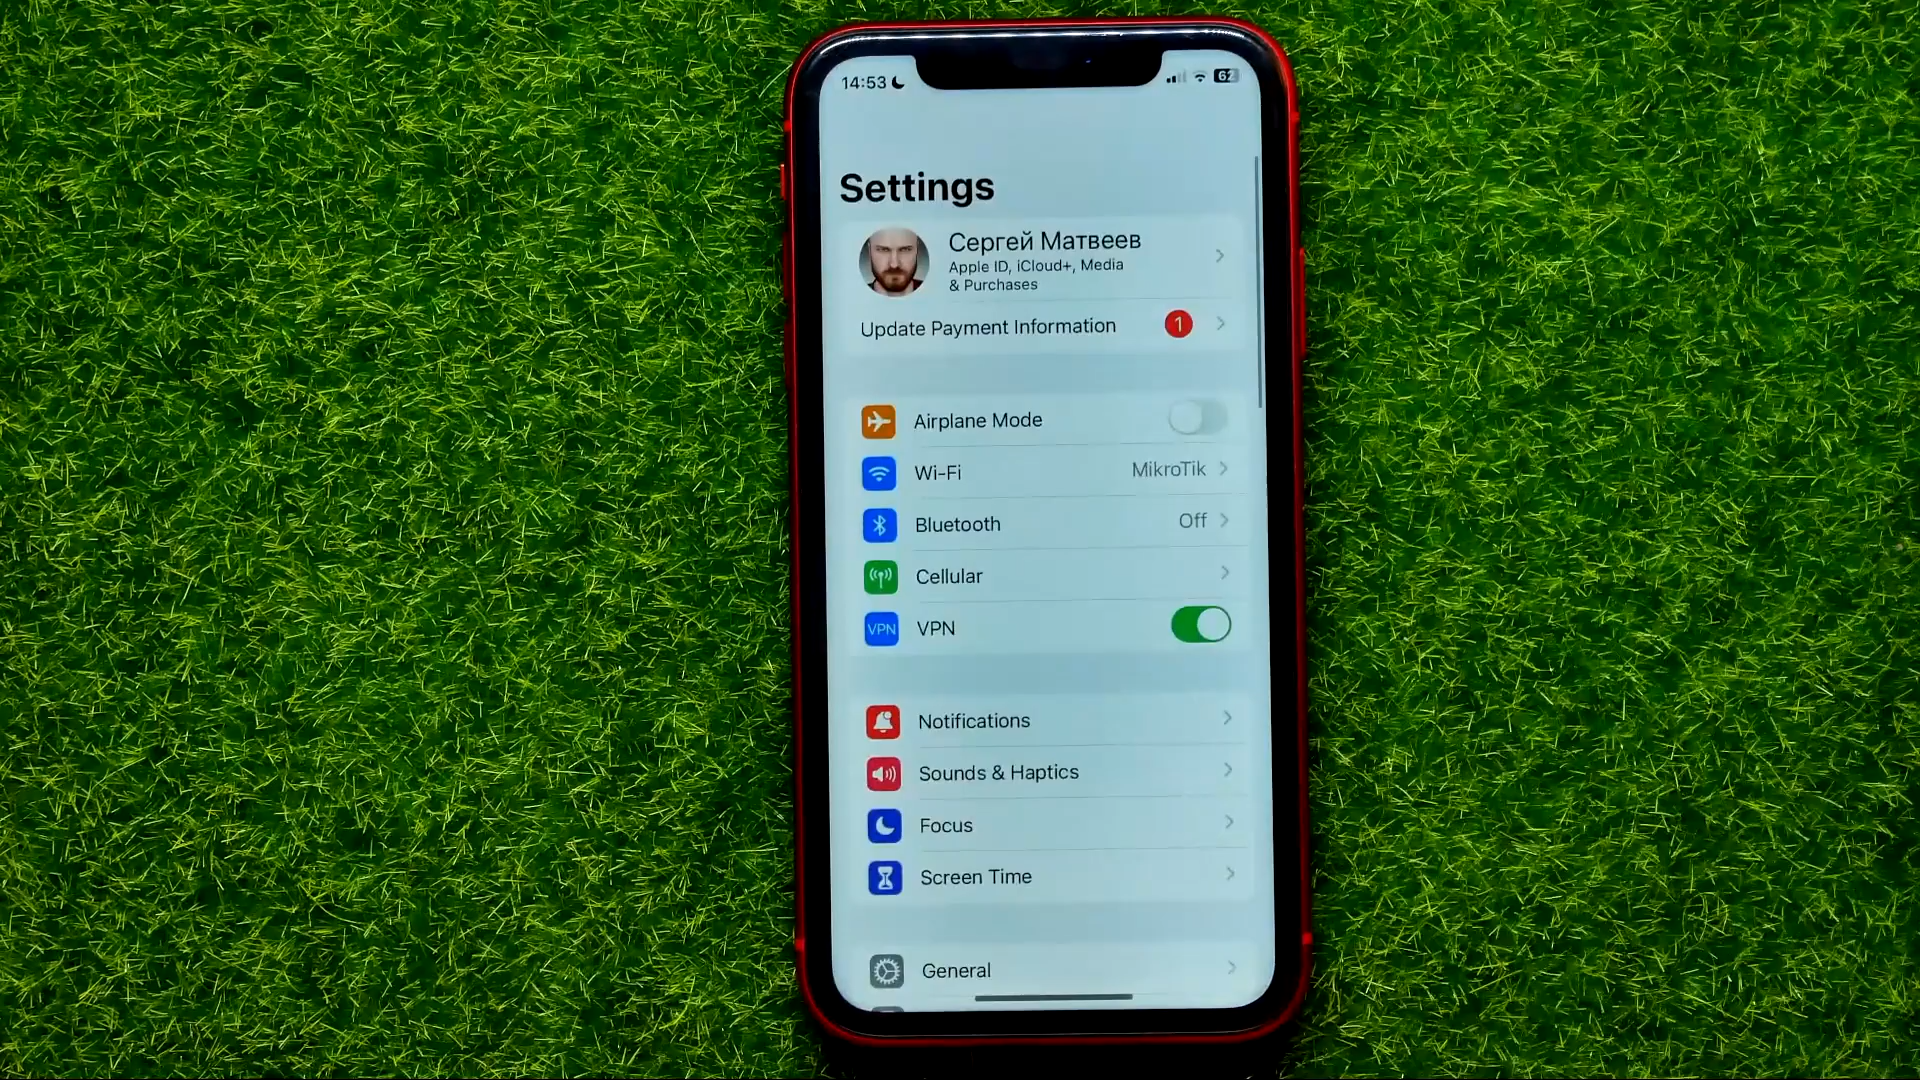 14:53
62
Settings
Сергей Матвеев
Apple ID, iCloud+, Media
& Purchases
Update Payment Information 1
Airplane Mode
Wi-Fi MikroTik
Bluetooth Off
Cellular
VPN VPN
Notifications
Sounds & Haptics
Focus
Screen Time
General